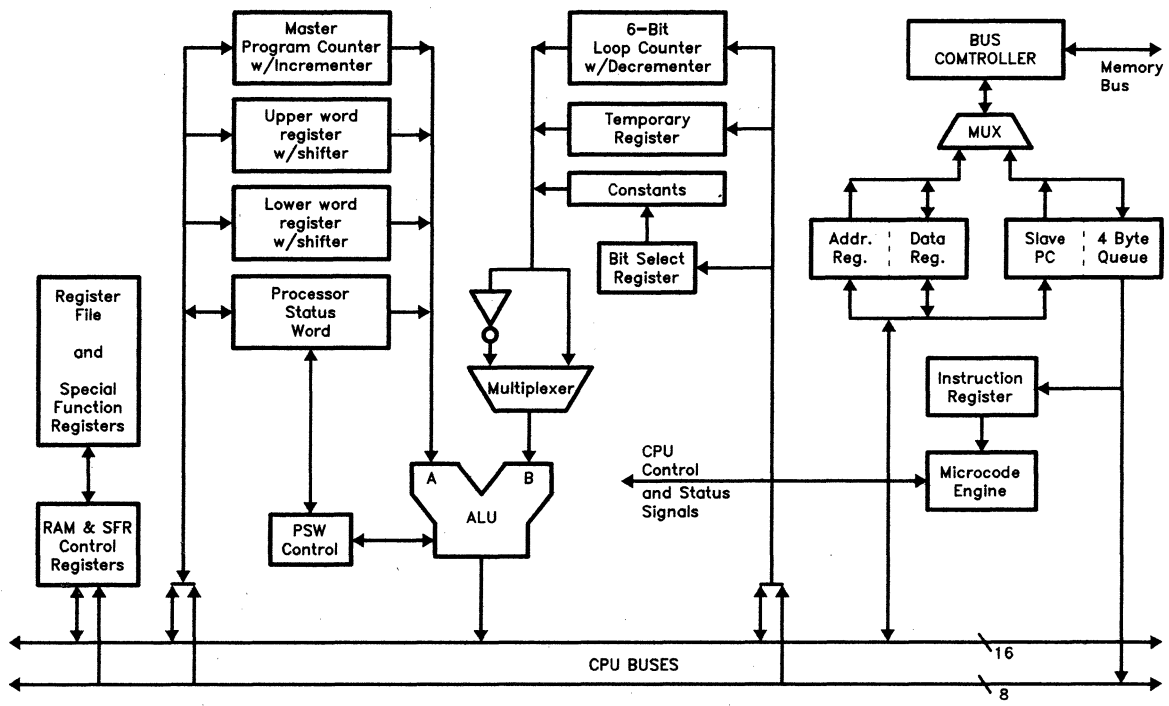 Master
Program Counter
w/Incrementer
Upper word
register
w/shifter
Lower word
register
w/shifter
Processor
Status
Word
Register
File
and
Special
Function
Registers
RAM & SFR
Control
Registers
PSW
Control
6-Bit
Loop Counter
w/Decrementer
Temporary
Register
Constants
Bit Select
Register
Multiplexer
A
B
ALU
BUS
COMTROLLER
Memory
Bus
MUX
Addr.
Reg.
Data
Reg.
Slave
PC
4 Byte
Queue
Instruction
Register
Microcode
Engine
CPU
Control
and Status
Signals
16
CPU BUSES
8